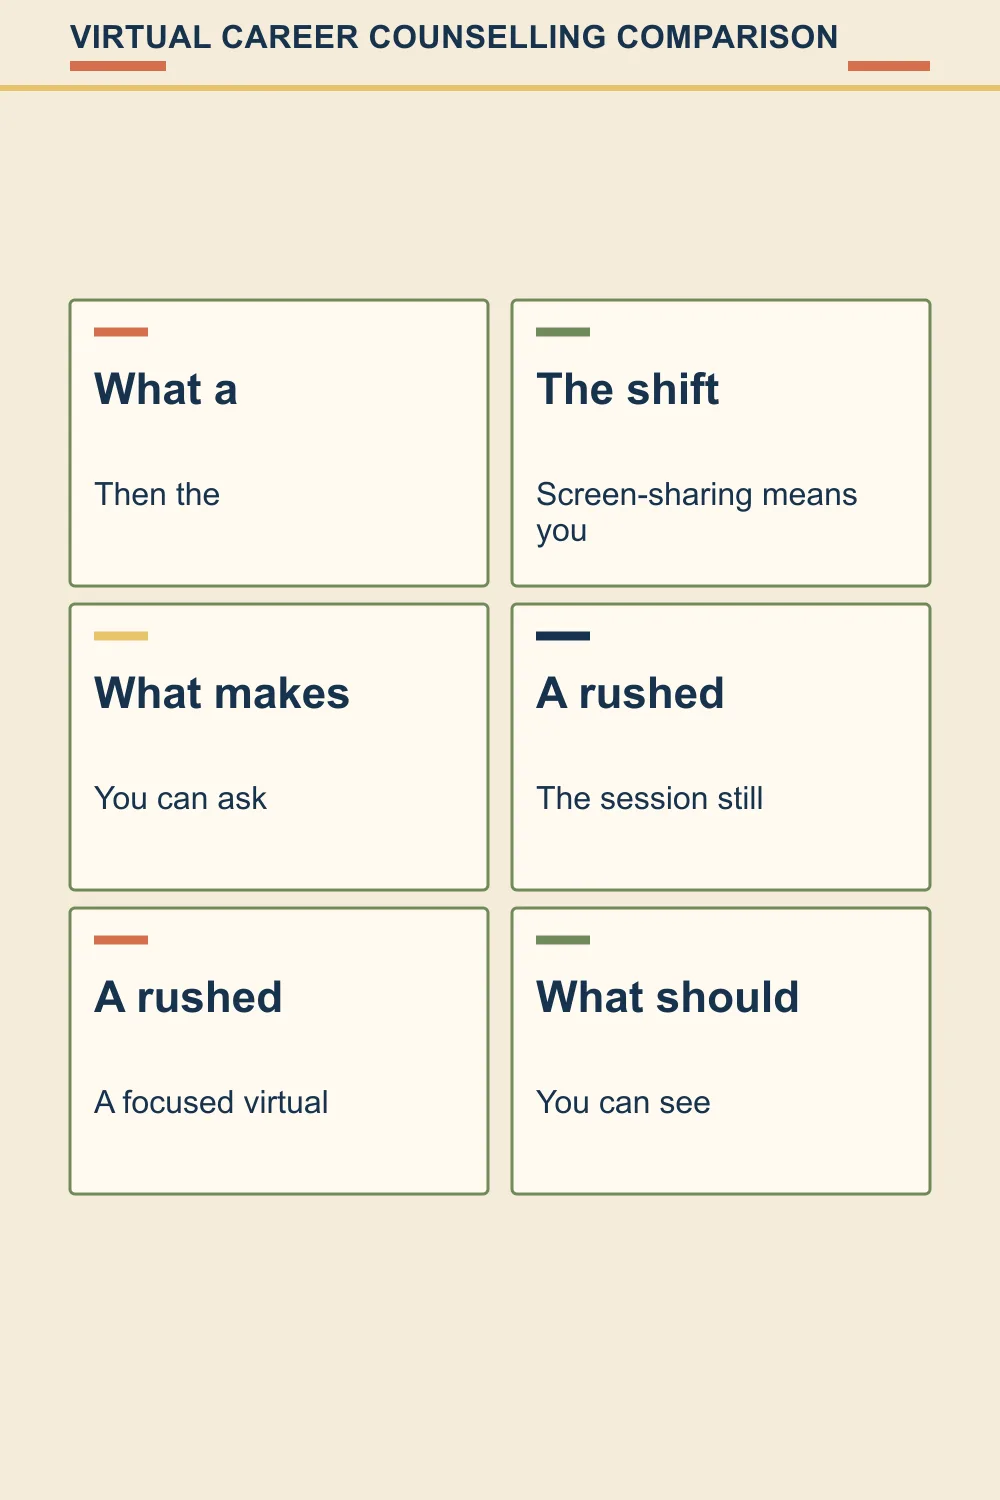 VIRTUAL CAREER COUNSELLING COMPARISON
What a
Then the
The shift
Screen-sharing means
you
What makes
You can ask
A rushed
The session still
A rushed
A focused virtual
What should
You can see